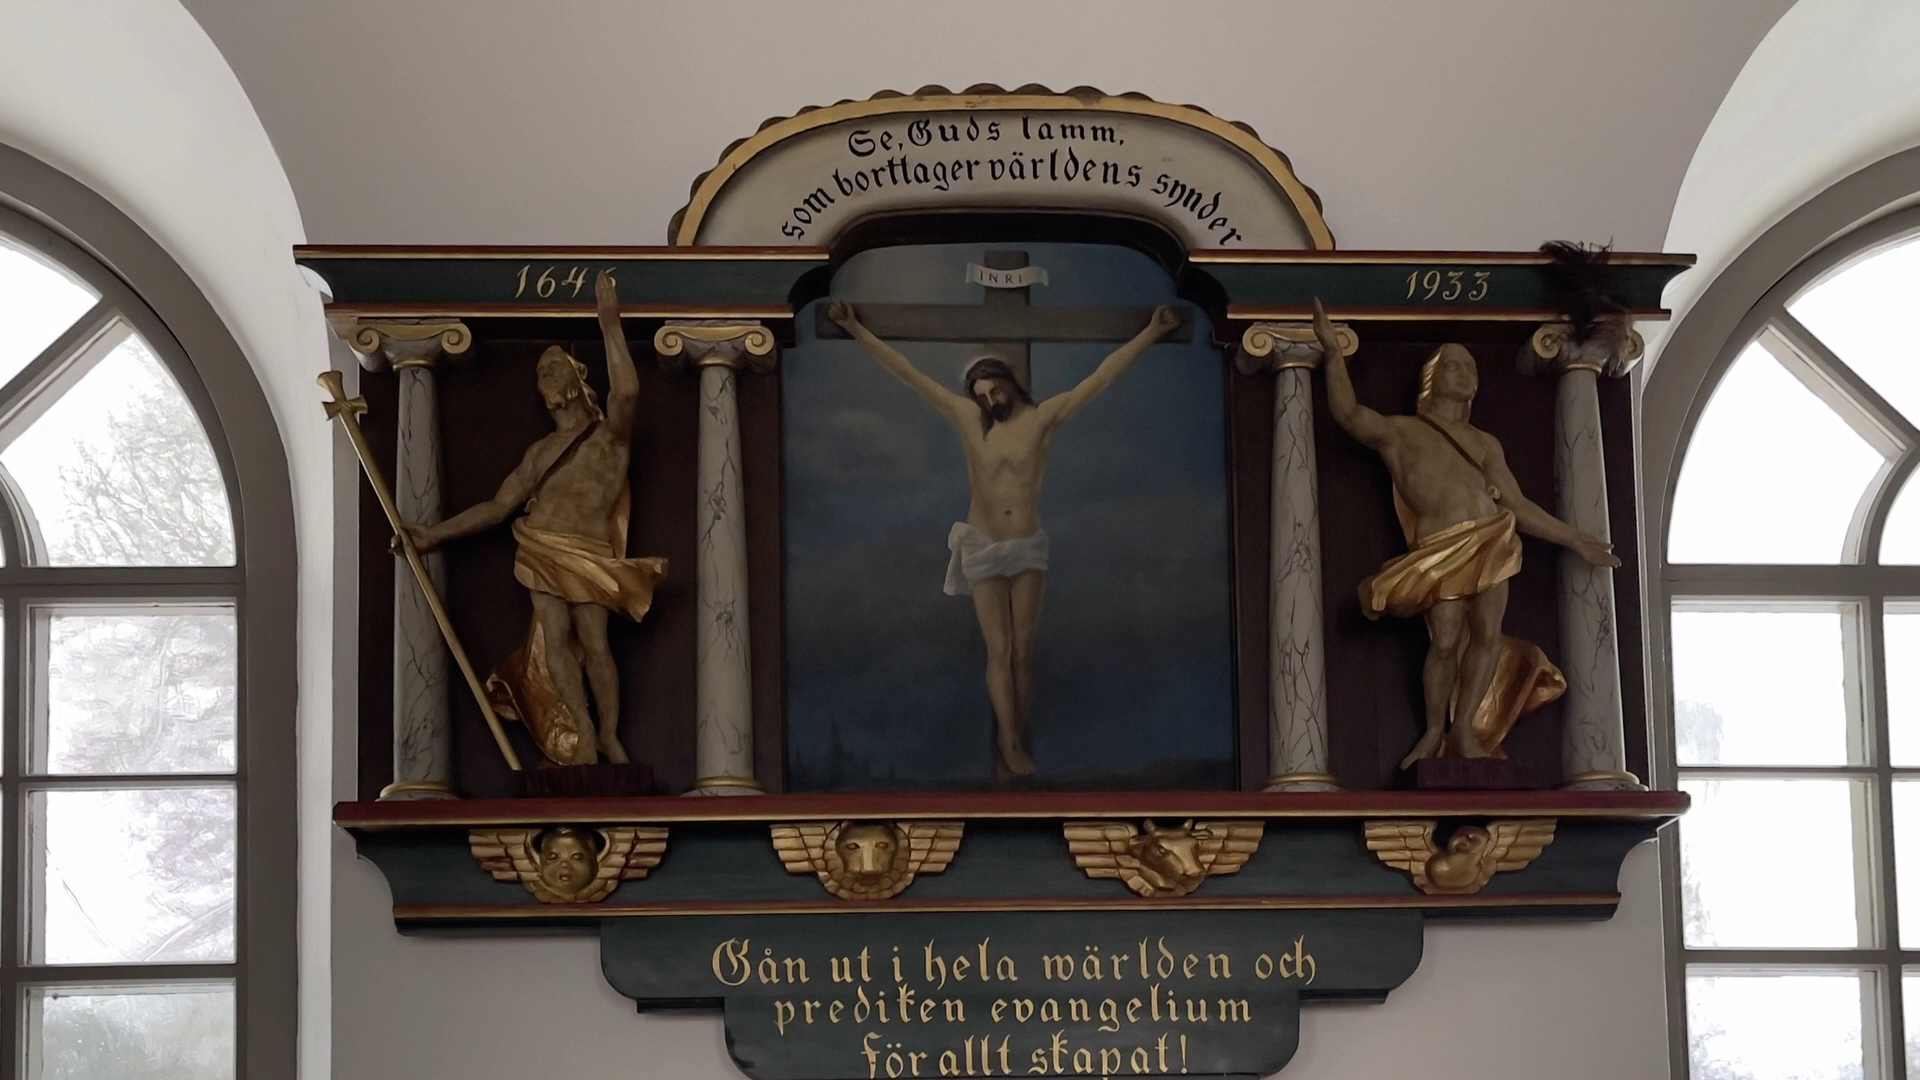 Se, Guds lamm,
som borttager världens synder
INRI
1933
Gån ut i hela wärlden och
prediken evangelium
för allt skapat!